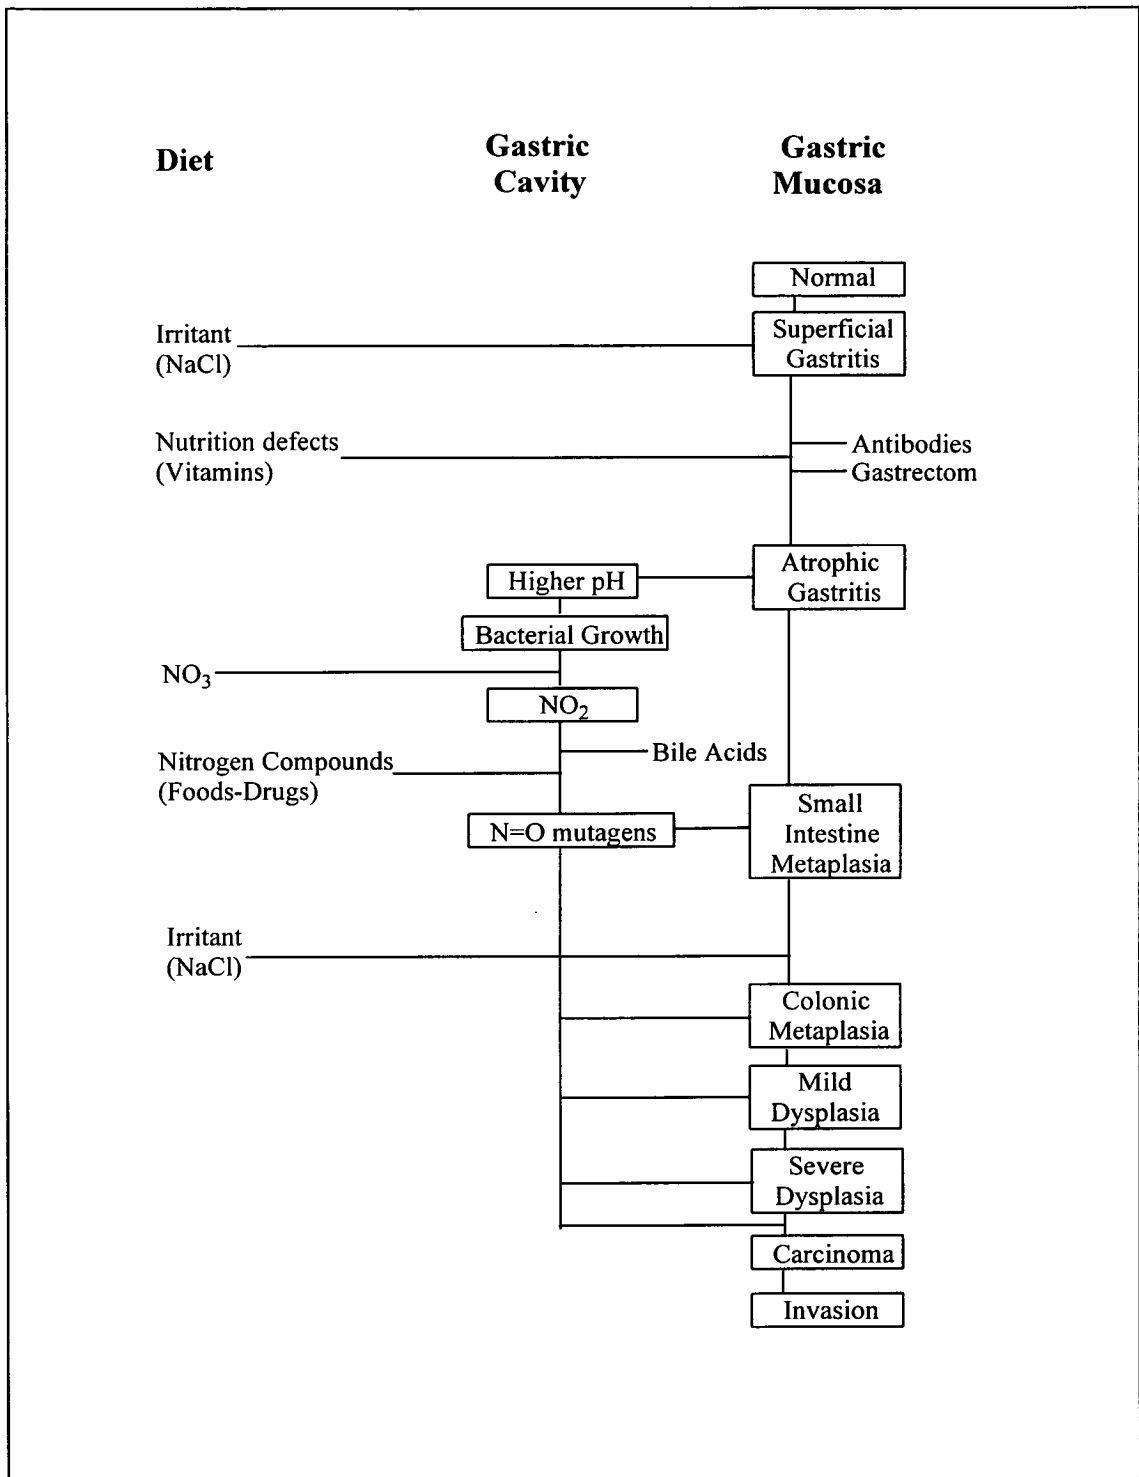 Diet
Gastric
Cavity
Gastric
Mucosa
Normal
Irritant
(NaCl)
Superficial
Gastritis
Nutrition defects
(Vitamins)
Antibodies
Gastrectom
Atrophic
Gastritis
Higher pH
Bacterial Growth
NO₃
NO₂
Bile Acids
Nitrogen Compounds
(Foods-Drugs)
N=O mutagens
Small
Intestine
Metaplasia
Irritant
(NaCl)
Colonic
Metaplasia
Mild
Dysplasia
Severe
Dysplasia
Carcinoma
Invasion